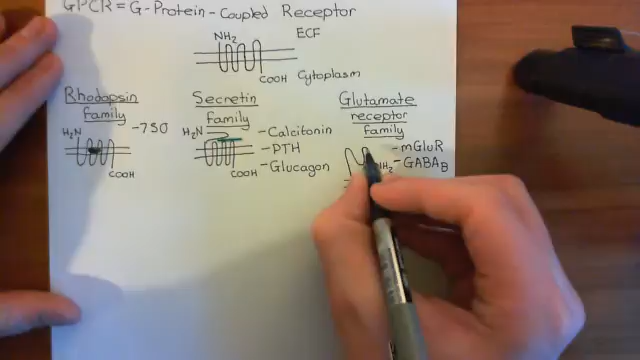 GPCR = G-Protein-Coupled Receptor
NH2
ECF
COOH
Cytoplasm
Rhodopsin
family
-750
H2N
COOH
Secretin
family
H2N
COOH
-Calcitonin
-PTH
-Glucagon
Glutamate
receptor
family
-mGluR
NH2
-GABAB